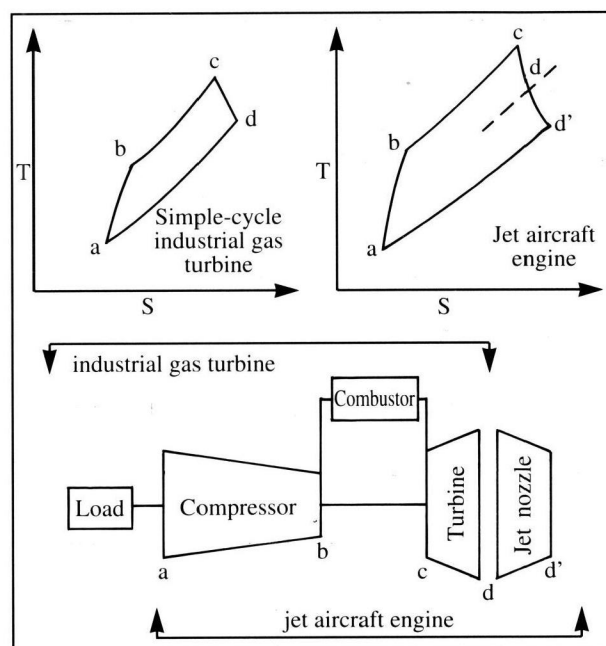 c
b
d
T
a
Simple-cycle
industrial gas
turbine
S
c
d
b
d'
T
a
Jet aircraft
engine
S
industrial gas turbine
Combustor
Load
Compressor
Turbine
Jet nozzle
a
b
c
d
d'
jet aircraft engine